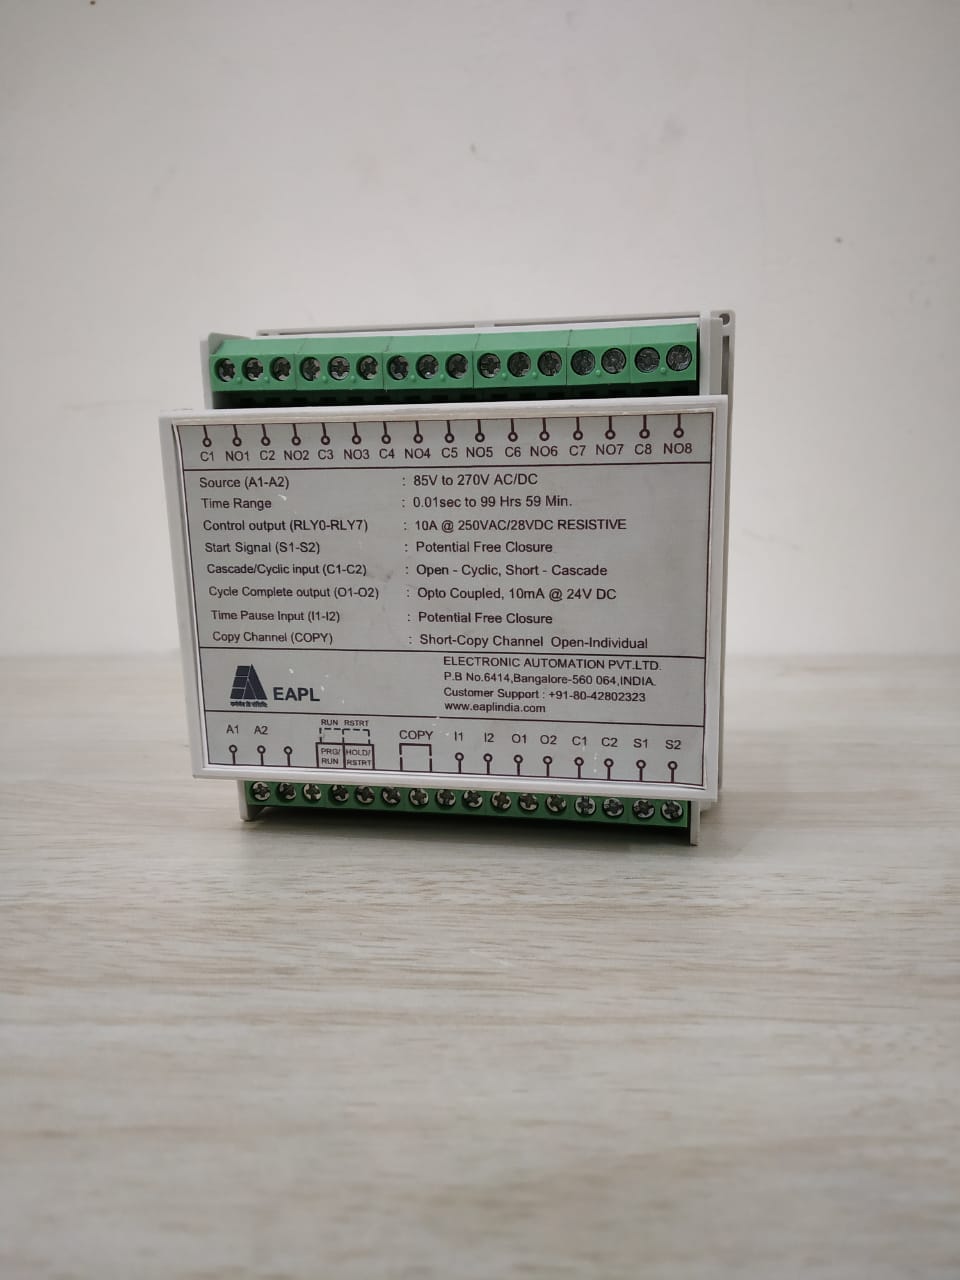 C1 NO1 C2 NO2 C3 NO3 C4 NO4 C5 NO5 C6 NO6 C7 NO7 C8 NO8
Source (A1-A2) : 85V to 270V AC/DC
Time Range : 0.01sec to 99 Hrs 59 Min.
Control output (RLY0-RLY7) : 10A @ 250VAC/28VDC RESISTIVE
Start Signal (S1-S2) : Potential Free Closure
Cascade/Cyclic input (C1-C2) : Open - Cyclic, Short - Cascade
Cycle Complete output (O1-O2) : Opto Coupled, 10mA @ 24V DC
Time Pause Input (I1-I2) : Potential Free Closure
Copy Channel (COPY) : Short-Copy Channel Open-Individual
EAPL
ELECTRONIC AUTOMATION PVT.LTD.
P.B No.6414,Bangalore-560 064,INDIA.
Customer Support : +91-80-42802323
www.eaplindia.com
RUN RSTRT
A1 A2 COPY I1 I2 O1 O2 C1 C2 S1 S2
PRG/ HOLD/
RUN RSTRT